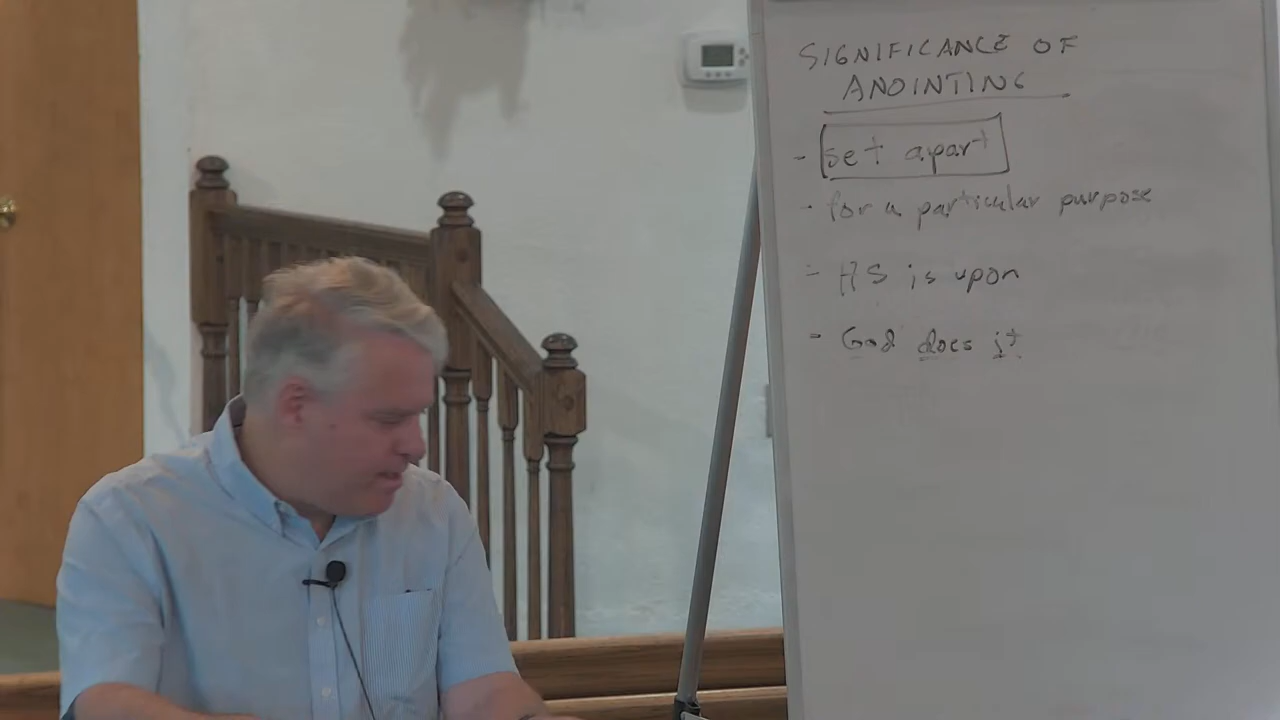 SIGNIFICANCE OF
ANOINTING
- set apart
- for a particular purpose
- HS is upon
- God does it